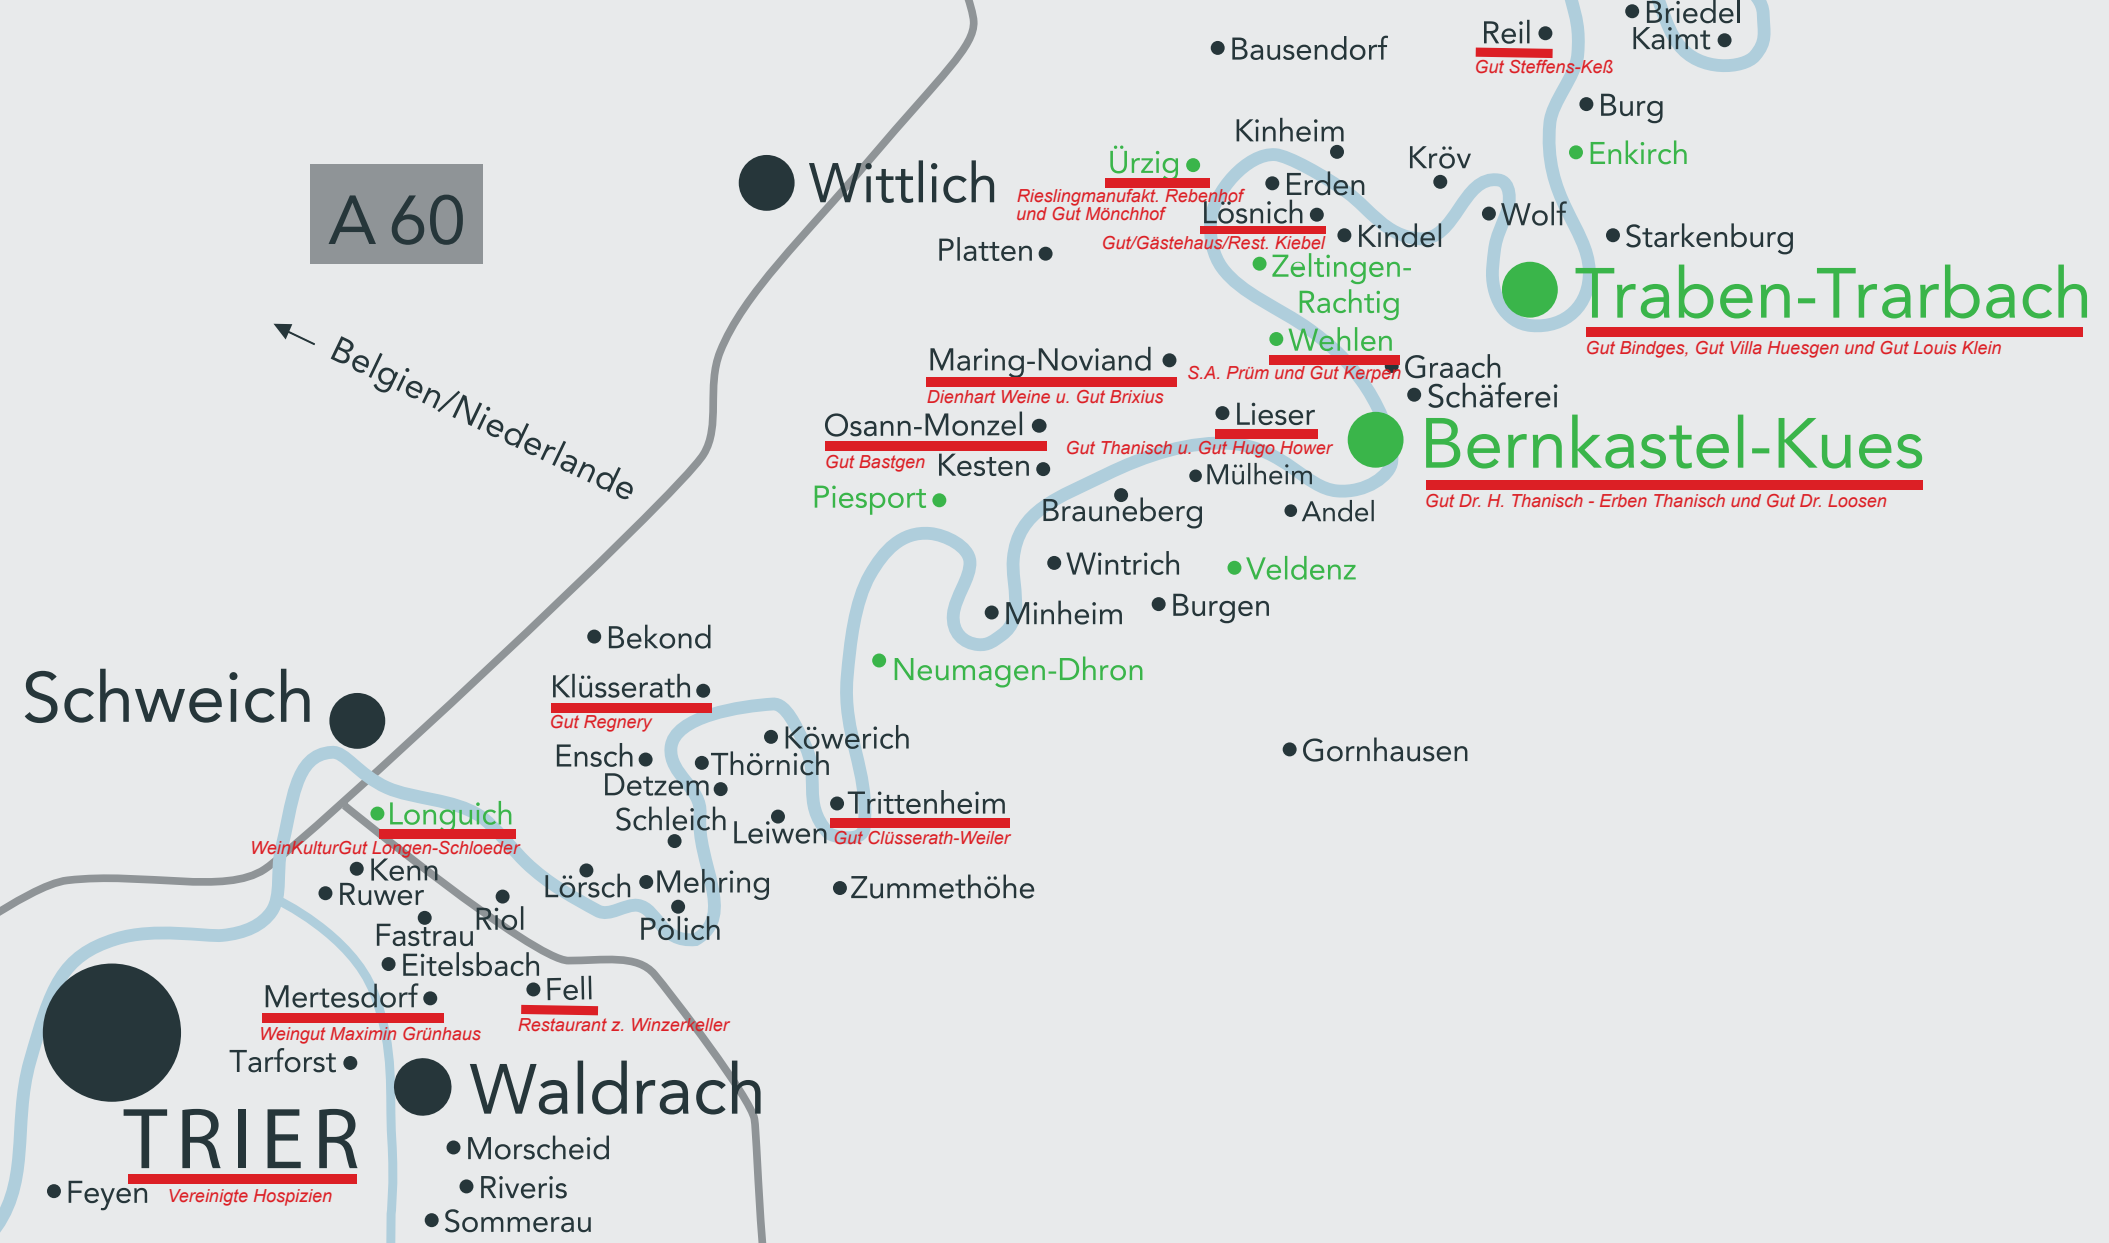 Briedel
Reil
Kaimt
Bausendorf
Gut Steffens-Keß
Burg
Kinheim
Enkirch
Kröv
Ürzig
Wittlich
Erden
Rieslingmanufakt. Rebenhof
und Gut Mönchhof
Lösnich
Wolf
A 60
Kindel
Starkenburg
Gut/Gästehaus/Rest. Kiebel
Platten
Zeltingen-
Rachtig
Traben-Trarbach
Wehlen
Gut Bindges, Gut Villa Huesgen und Gut Louis Klein
Belgien/Niederlande
Maring-Noviand
Graach
S.A. Prüm und Gut Kerpen
Dienhart Weine u. Gut Brixius
Schäferei
Lieser
Osann-Monzel
Bernkastel-Kues
Gut Thanisch u. Gut Hugo Hower
Gut Bastgen
Kesten
Mülheim
Piesport
Gut Dr. H. Thanisch - Erben Thanisch und Gut Dr. Loosen
Brauneberg
Andel
Wintrich
Veldenz
Burgen
Minheim
Bekond
Neumagen-Dhron
Klüsserath
Schweich
Gut Regnery
Köwerich
Gornhausen
Ensch
Thörnich
Detzem
Trittenheim
Longuich
Schleich
Leiwen
Gut Clüsserath-Weiler
WeinKulturGut Longen-Schloeder
Kenn
Lörsch
Mehring
Zummethöhe
Ruwer
Riol
Pölich
Fastrau
Eitelsbach
Fell
Mertesdorf
Restaurant z. Winzerkeller
Weingut Maximin Grünhaus
Tarforst
Waldrach
TRIER
Morscheid
Riveris
Feyen
Vereinigte Hospizien
Sommerau